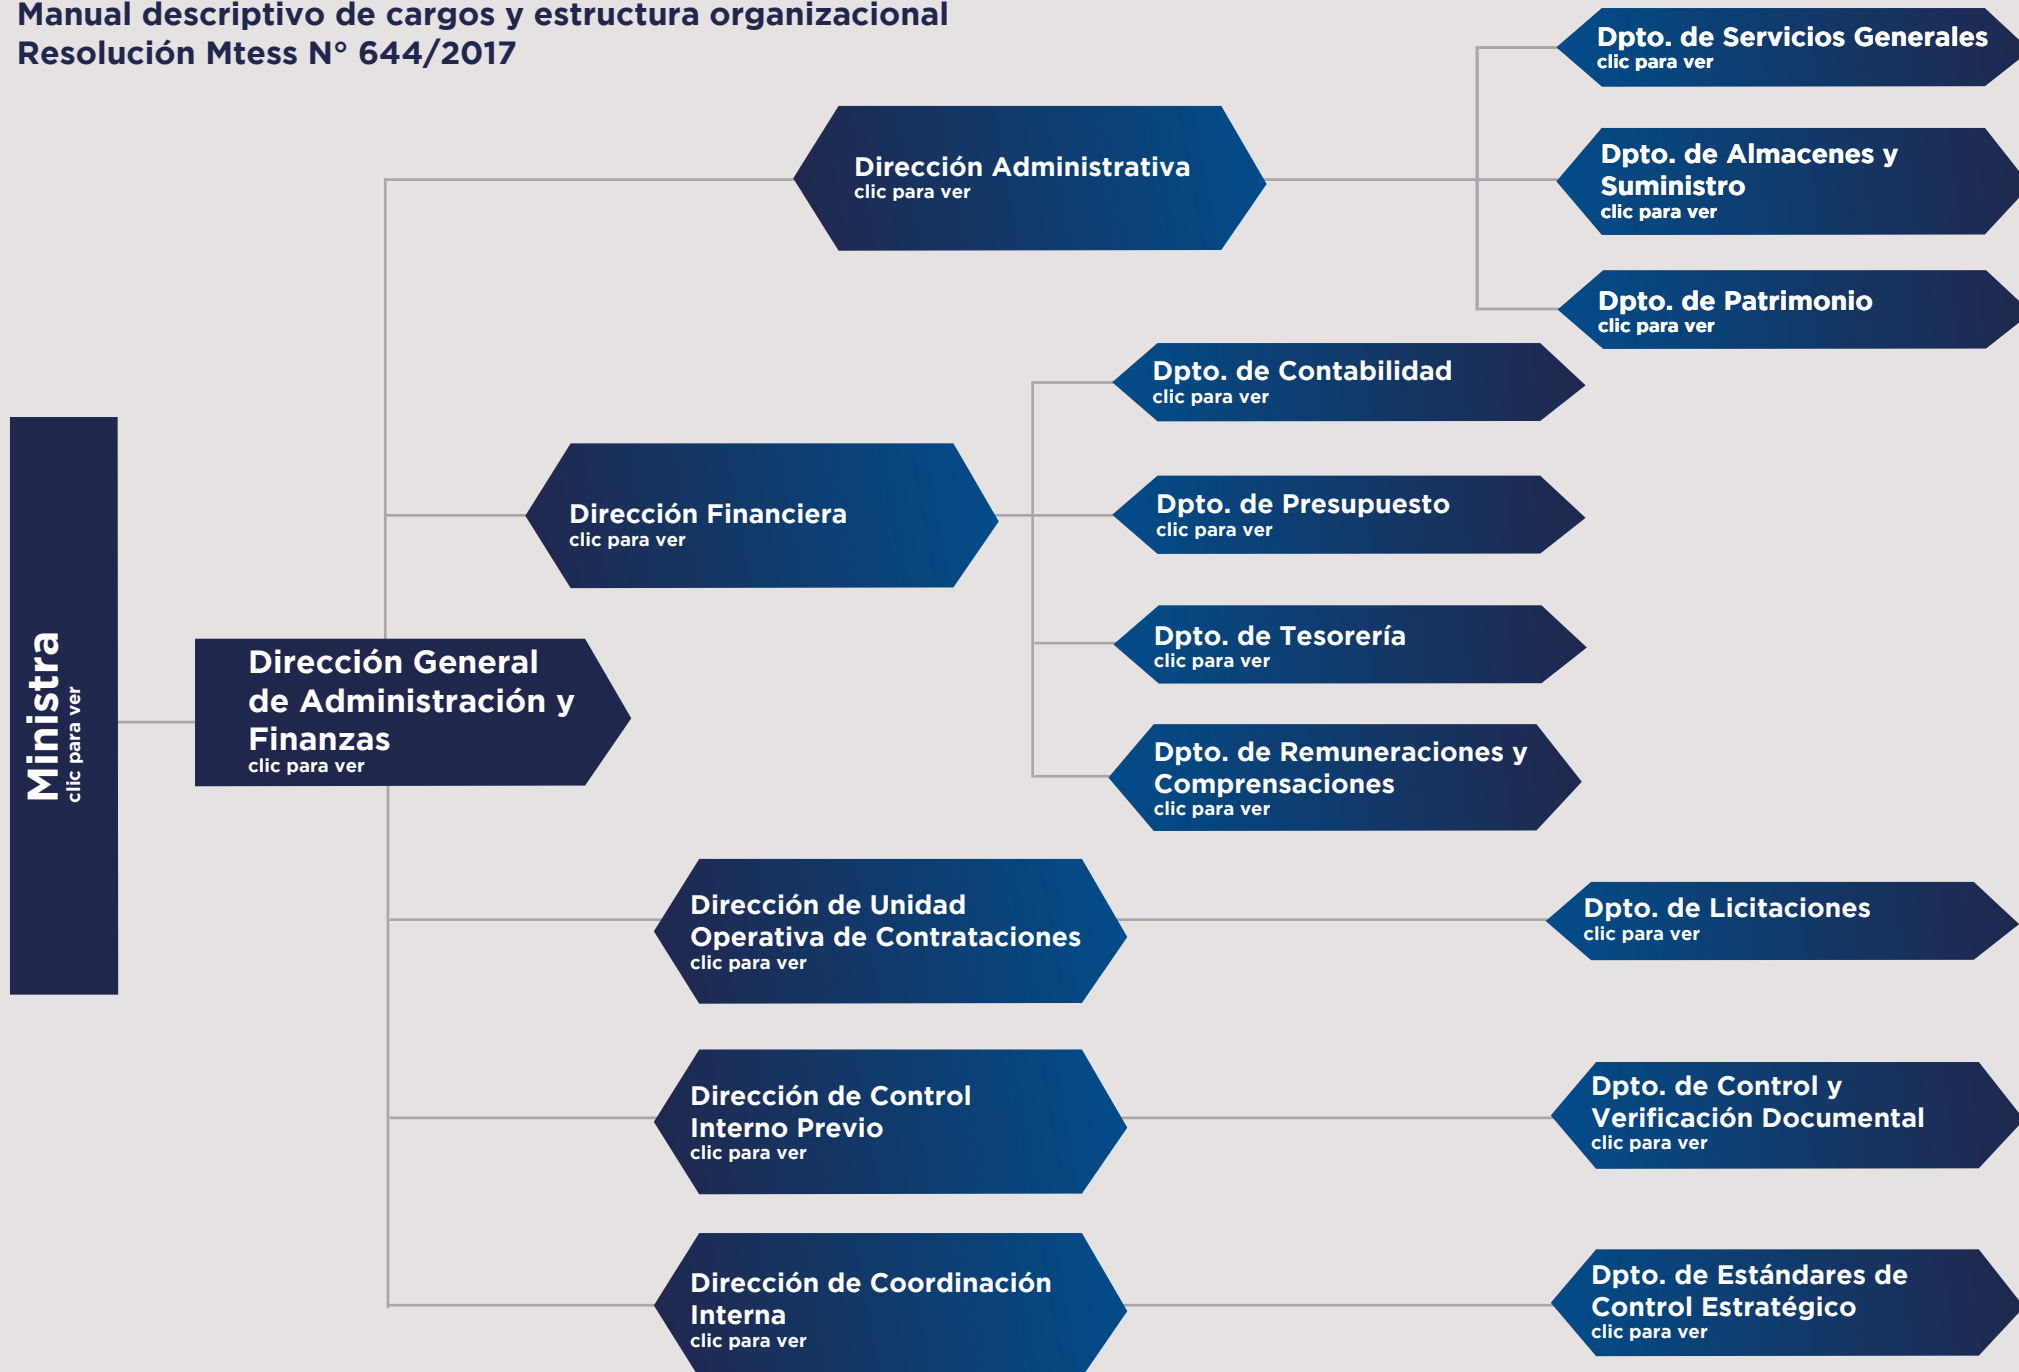 Manual descriptivo de cargos y estructura organizacional
Resolución Mtess N° 644/2017
Ministra
clic para ver
Dirección General
de Administración y
Finanzas
clic para ver
Dirección Administrativa
clic para ver
Dpto. de Servicios Generales
clic para ver
Dpto. de Almacenes y
Suministro
clic para ver
Dpto. de Patrimonio
clic para ver
Dirección Financiera
clic para ver
Dpto. de Contabilidad
clic para ver
Dpto. de Presupuesto
clic para ver
Dpto. de Tesorería
clic para ver
Dpto. de Remuneraciones y
Comprensaciones
clic para ver
Dirección de Unidad
Operativa de Contrataciones
clic para ver
Dpto. de Licitaciones
clic para ver
Dirección de Control
Interno Previo
clic para ver
Dpto. de Control y
Verificación Documental
clic para ver
Dirección de Coordinación
Interna
clic para ver
Dpto. de Estándares de
Control Estratégico
clic para ver